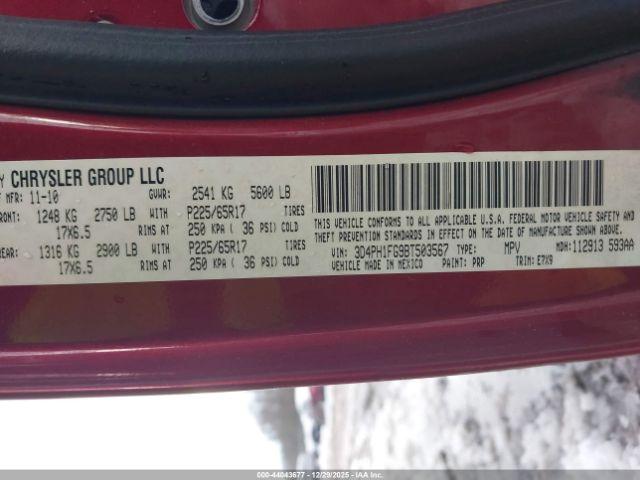 Y CHRYSLER GROUP LLC
F MFR: 11-10 GVWR: 2541 KG 5600 LB
FRONT: 1248 KG 2750 LB WITH P225/65R17 TIRES
17X6.5 RIMS AT 250 KPA ( 36 PSI) COLD
REAR: 1316 KG 2900 LB WITH P225/65R17 TIRES
17X6.5 RIMS AT 250 KPA ( 36 PSI) COLD
THIS VEHICLE CONFORMS TO ALL APPLICABLE U.S.A. FEDERAL MOTOR VEHICLE SAFETY AND
THEFT PREVENTION STANDARDS IN EFFECT ON THE DATE OF MANUFACTURE SHOWN ABOVE.
VIN: 3D4PH1FG9BT503567 TYPE: MPV MDH: 112913 593AA
VEHICLE MADE IN MEXICO PAINT: PRP TRIM: E7X9
000-44043677 - 12/29/2025 - IAAI.com